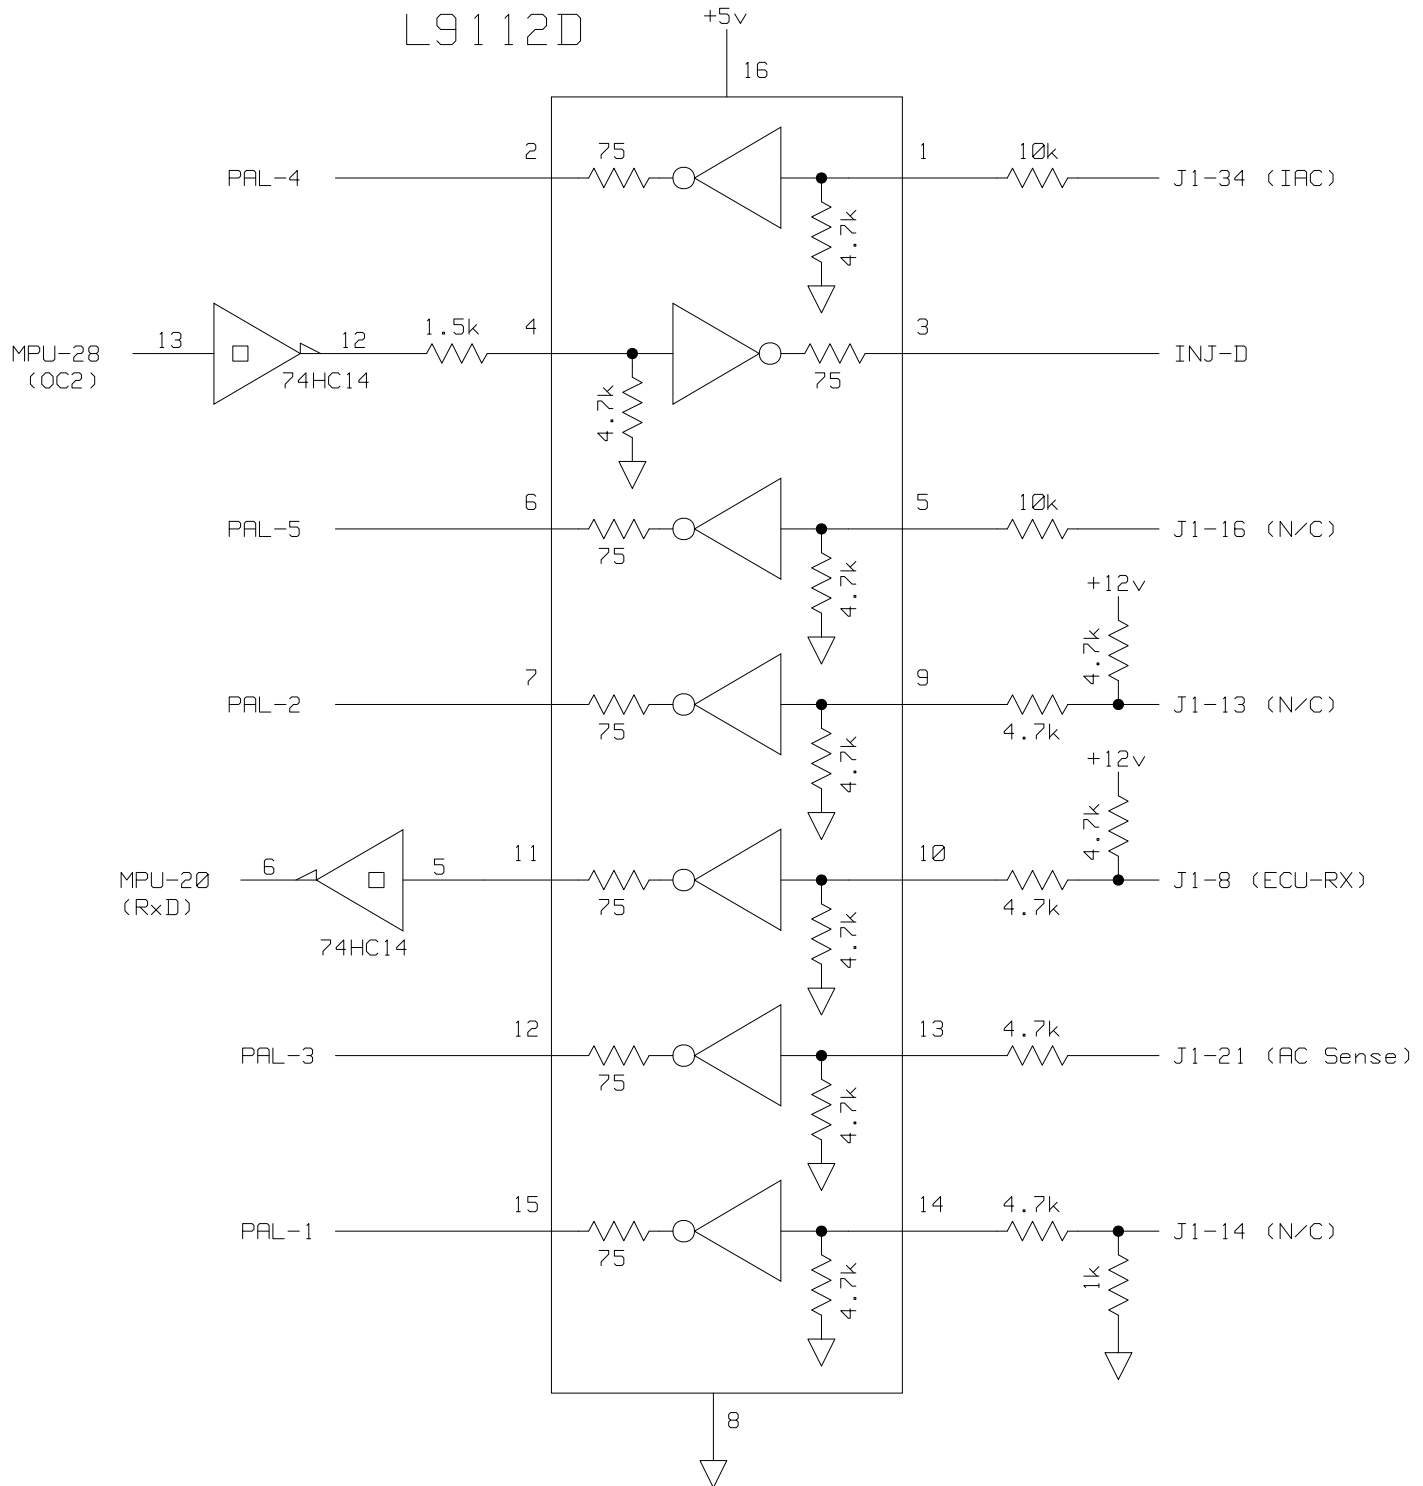 L9112D
+5v
16
2
75
1
10k
PAL-4
J1-34 (IAC)
4.7k
13
12
1.5k
4
3
MPU-28
(OC2)
74HC14
75
INJ-D
4.7k
6
5
10k
PAL-5
75
J1-16 (N/C)
4.7k
+12v
4.7k
7
9
PAL-2
75
4.7k
J1-13 (N/C)
4.7k
+12v
4.7k
6
5
11
10
MPU-20
(RxD)
74HC14
75
4.7k
J1-8 (ECU-RX)
4.7k
12
13
4.7k
PAL-3
75
J1-21 (AC Sense)
4.7k
15
14
4.7k
PAL-1
75
J1-14 (N/C)
4.7k
1k
8